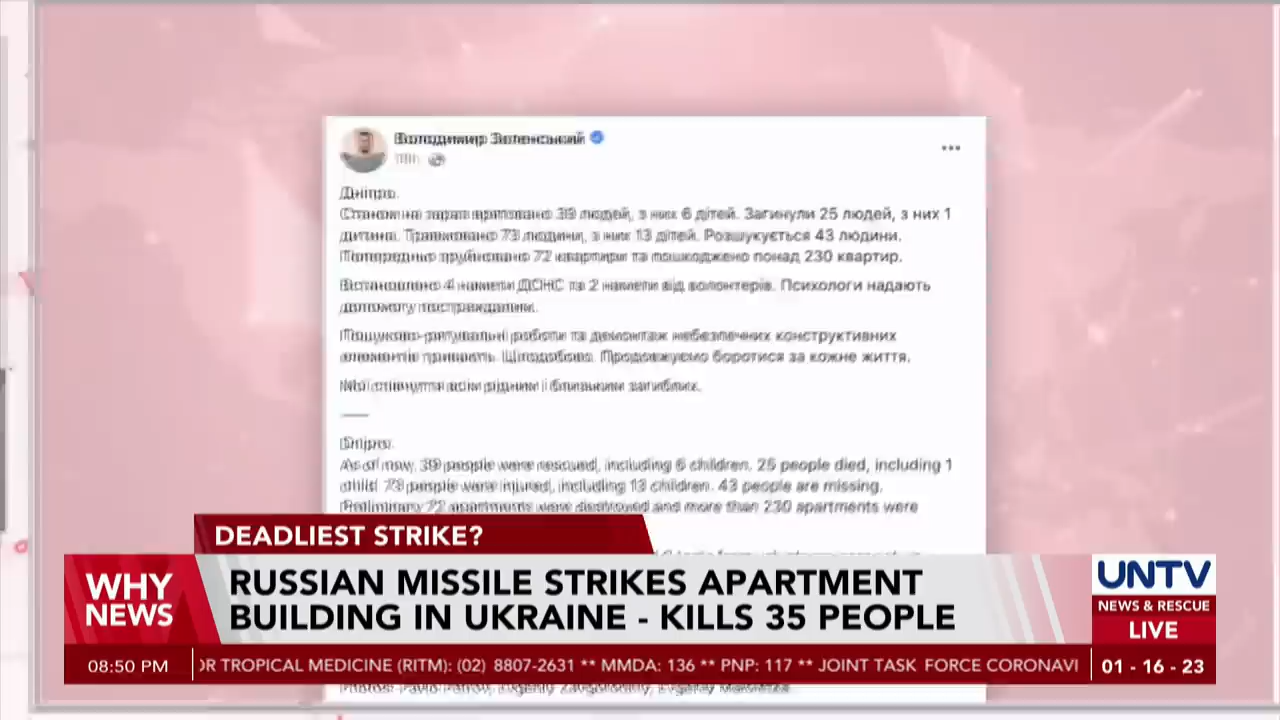 Володимир Зеленський
18h
Дніпро.
Станом на зараз врятовано 39 людей, з них 6 дітей. Загинули 25 людей, з них 1
дитина. Травмовано 73 людини, з них 13 дітей. Розшукується 43 людини.
Попередньо зруйновано 72 квартири та пошкоджено понад 230 квартир.
Встановлено 4 намети ДСНС та 2 намети від волонтерів. Психологи надають
допомогу постраждалим.
Пошуково-рятувальні роботи та демонтаж небезпечних конструктивних
елементів тривають. Цілодобово. Продовжуємо боротися за кожне життя.
Мої співчуття всім рідним і близьким загиблих.
Dnipro.
As of now, 39 people were rescued, including 6 children. 25 people died, including 1
child. 73 people were injured, including 13 children. 43 people are missing.
Preliminary 72 apartments were destroyed and more than 230 apartments were
DEADLIEST STRIKE?
WHY
NEWS
RUSSIAN MISSILE STRIKES APARTMENT
BUILDING IN UKRAINE - KILLS 35 PEOPLE
UNTV
NEWS & RESCUE
LIVE
08:50 PM
OR TROPICAL MEDICINE (RITM): (02) 8807-2631 ** MMDA: 136 ** PNP: 117 ** JOINT TASK FORCE CORONAVI
01 - 16 - 23